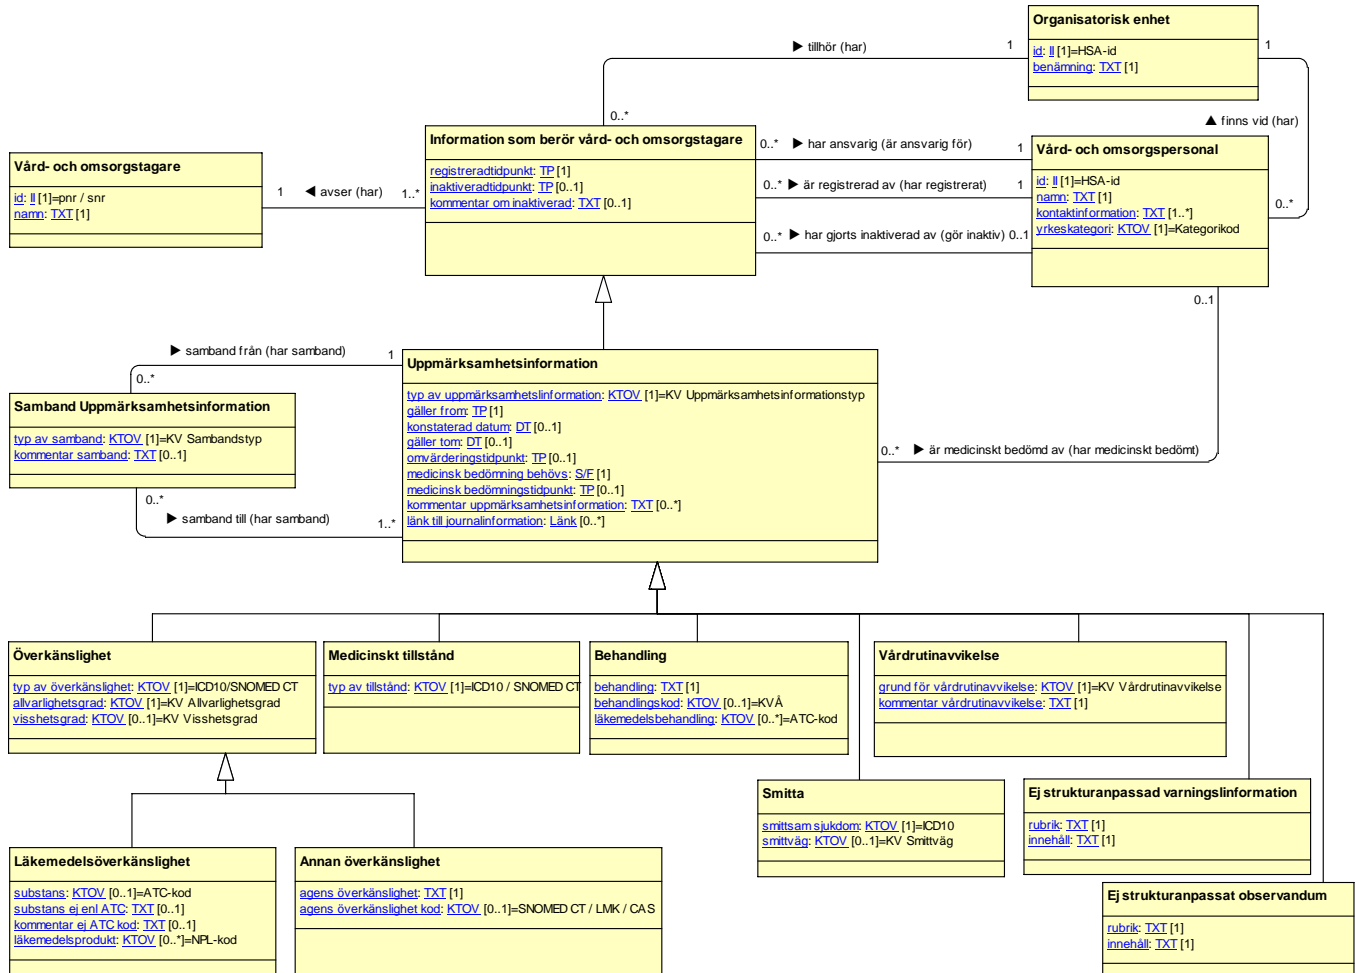 Organisatorisk enhet
id: II [1]=HSA-id
benämning: TXT [1]
▶ tillhör (har)
1
1
0..*
▲ finns vid (har)
Information som berör vård- och omsorgstagare
registreradtidpunkt: TP [1]
inaktiveradtidpunkt: TP [0..1]
kommentar om inaktiverad: TXT [0..1]
0..* ▶ har ansvarig (är ansvarig för) 1
0..* ▶ är registrerad av (har registrerat) 1
0..* ▶ har gjorts inaktiverad av (gör inaktiv) 0..1
Vård- och omsorgspersonal
id: II [1]=HSA-id
namn: TXT [1]
kontaktinformation: TXT [1..*]
yrkeskategori: KTOV [1]=Kategorikod
0..*
0..1
Vård- och omsorgstagare
id: II [1]=pnr / snr
namn: TXT [1]
1 ◀ avser (har) 1..*
▶ samband från (har samband) 1
0..*
Samband Uppmärksamhetsinformation
typ av samband: KTOV [1]=KV Sambandstyp
kommentar samband: TXT [0..1]
0..*
▶ samband till (har samband) 1..*
Uppmärksamhetsinformation
typ av uppmärksamhetslinformation: KTOV [1]=KV Uppmärksamhetsinformationstyp
gäller from: TP [1]
konstaterad datum: DT [0..1]
gäller tom: DT [0..1]
omvärderingstidpunkt: TP [0..1]
medicinsk bedömning behövs: S/F [1]
medicinsk bedömningstidpunkt: TP [0..1]
kommentar uppmärksamhetsinformation: TXT [0..*]
länk till journalinformation: Länk [0..*]
0..* ▶ är medicinskt bedömd av (har medicinskt bedömt)
Överkänslighet
typ av överkänslighet: KTOV [1]=ICD10/SNOMED CT
allvarlighetsgrad: KTOV [1]=KV Allvarlighetsgrad
visshetsgrad: KTOV [0..1]=KV Visshetsgrad
Medicinskt tillstånd
typ av tillstånd: KTOV [1]=ICD10 / SNOMED CT
Behandling
behandling: TXT [1]
behandlingskod: KTOV [0..1]=KVÅ
läkemedelsbehandling: KTOV [0..*]=ATC-kod
Vårdrutinavvikelse
grund för vårdrutinavvikelse: KTOV [1]=KV Vårdrutinavvikelse
kommentar vårdrutinavvikelse: TXT [1]
Smitta
smittsam sjukdom: KTOV [1]=ICD10
smittväg: KTOV [0..1]=KV Smittväg
Ej strukturanpassad varningslinformation
rubrik: TXT [1]
innehåll: TXT [1]
Läkemedelsöverkänslighet
substans: KTOV [0..1]=ATC-kod
substans ej enl ATC: TXT [0..1]
kommentar ej ATC kod: TXT [0..1]
läkemedelsprodukt: KTOV [0..*]=NPL-kod
Annan överkänslighet
agens överkänslighet: TXT [1]
agens överkänslighet kod: KTOV [0..1]=SNOMED CT / LMK / CAS
Ej strukturanpassat observandum
rubrik: TXT [1]
innehåll: TXT [1]